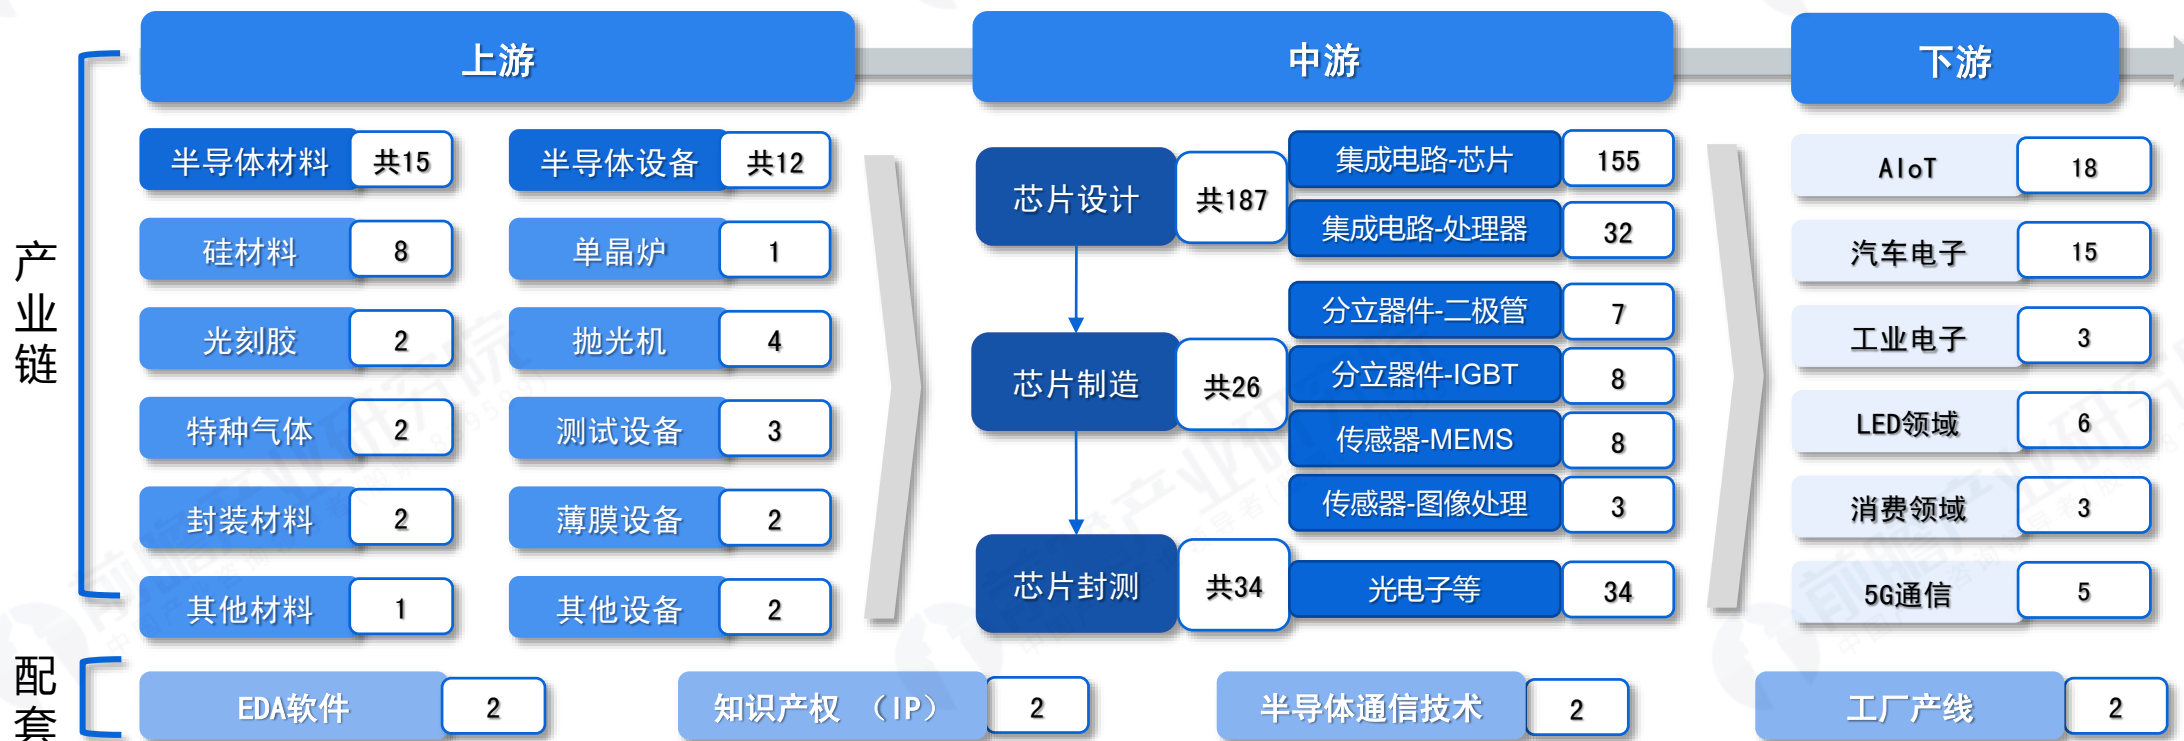 上游
中游
下游
产业链
半导体材料 共15
半导体设备 共12
硅材料 8
单晶炉 1
光刻胶 2
抛光机 4
特种气体 2
测试设备 3
封装材料 2
薄膜设备 2
其他材料 1
其他设备 2
芯片设计 共187
集成电路-芯片 155
集成电路-处理器 32
芯片制造 共26
分立器件-二极管 7
分立器件-IGBT 8
传感器-MEMS 8
传感器-图像处理 3
芯片封测 共34
光电子等 34
AIoT 18
汽车电子 15
工业电子 3
LED领域 6
消费领域 3
5G通信 5
配套
EDA软件 2
知识产权 （IP） 2
半导体通信技术 2
工厂产线 2
前瞻产业研究院